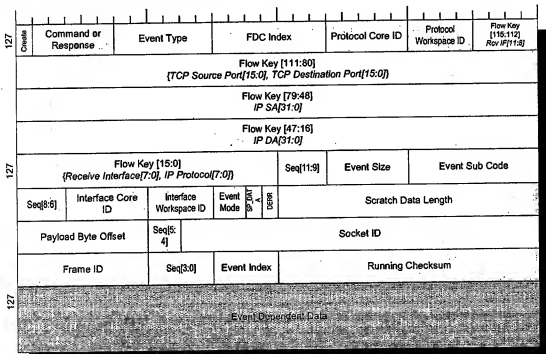 127
Create
Command or Response
Event Type
FDC Index
Protocol Core ID
Protocol Workspace ID
Flow Key [115:112] Rcv IF[11:8]
Flow Key [111:80]
{TCP Source Port[15:0], TCP Destination Port[15:0]}
Flow Key [79:48]
IP SA[31:0]
Flow Key [47:16]
IP DA[31:0]
127
Flow Key [15:0]
{Receive Interface[7:0], IP Protocol[7:0]}
Seq[11:9]
Event Size
Event Sub Code
Seq[8:6]
Interface Core ID
Interface Workspace ID
Event Mode
SP_DATA
DERR
Scratch Data Length
Payload Byte Offset
Seq[5:4]
Socket ID
Frame ID
Seq[3:0]
Event Index
Running Checksum
127
Event Dependent Data